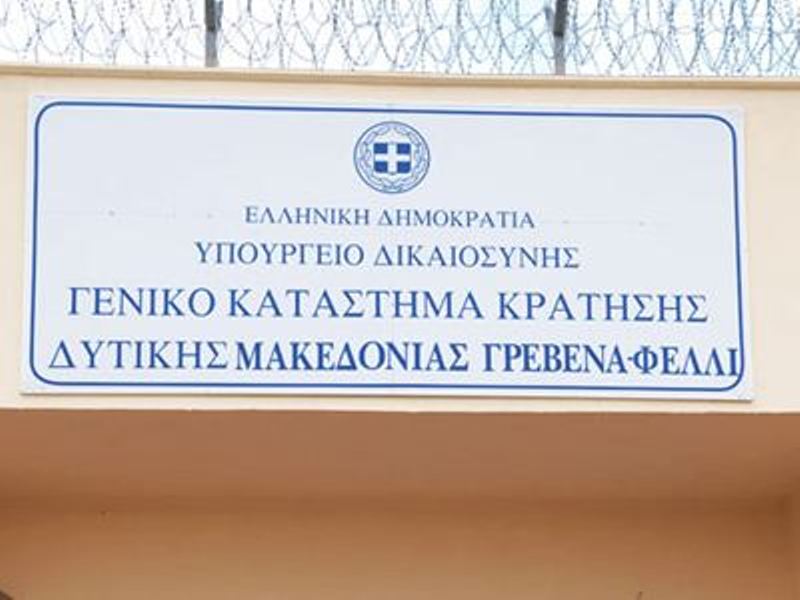 ΕΛΛΗΝΙΚΗ ΔΗΜΟΚΡΑΤΙΑ
ΥΠΟΥΡΓΕΙΟ ΔΙΚΑΙΟΣΥΝΗΣ
ΓΕΝΙΚΟ ΚΑΤΑΣΤΗΜΑ ΚΡΑΤΗΣΗΣ
ΔΥΤΙΚΗΣ ΜΑΚΕΔΟΝΙΑΣ ΓΡΕΒΕΝΑ-ΦΕΛΛΙ